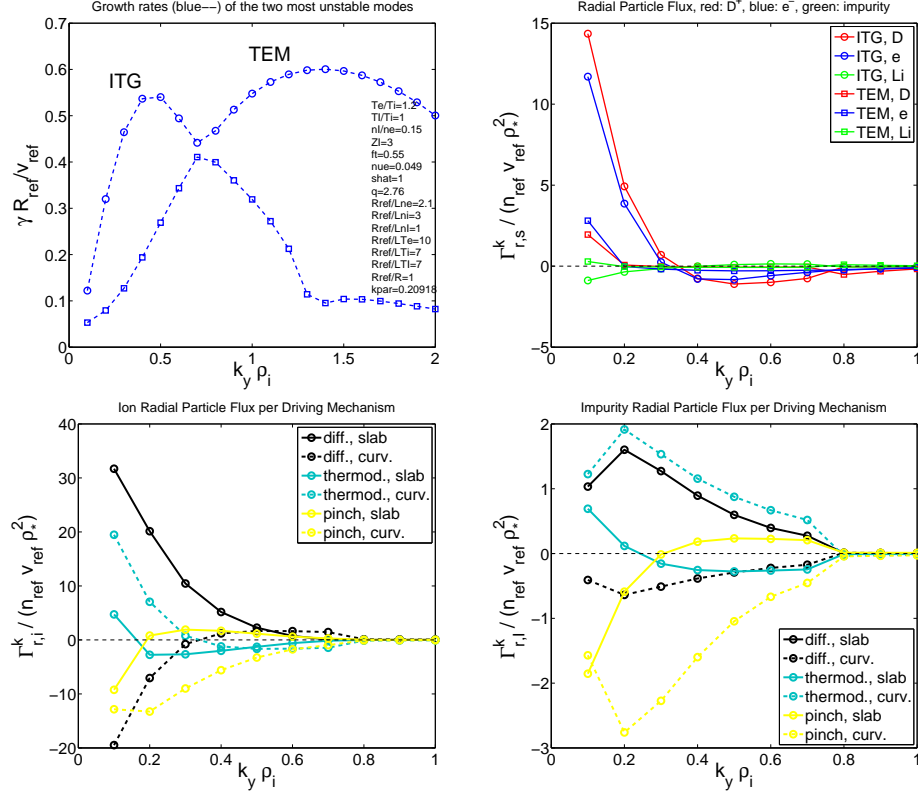 Growth rates (blue−−) of the two most unstable modes
0.7
0.6
0.5
0.4
0.3
0.2
0.1
0
γ R_ref/v_ref
ITG
TEM
Te/Ti=1.2
TI/Ti=1
nI/ne=0.15
ZI=3
ft=0.55
nue=0.049
shat=1
q=2.76
Rref/Lne=2.1
Rref/Lni=3
Rref/LnI=1
Rref/LTe=10
Rref/LTi=7
Rref/LTI=7
Rref/R=1
kpar=0.20918
0 0.5 1 1.5 2
k_y ρ_i
Radial Particle Flux, red: D⁺, blue: e⁻, green: impurity
15
10
5
0
−5
Γ^k_r,s / (n_ref v_ref ρ_*^2)
ITG, D
ITG, e
ITG, Li
TEM, D
TEM, e
TEM, Li
0 0.2 0.4 0.6 0.8 1
k_y ρ_i
Ion Radial Particle Flux per Driving Mechanism
40
30
20
10
0
−10
−20
Γ^k_r,i / (n_ref v_ref ρ_*^2)
diff., slab
diff., curv.
thermod., slab
thermod., curv.
pinch, slab
pinch, curv.
0 0.2 0.4 0.6 0.8 1
k_y ρ_i
Impurity Radial Particle Flux per Driving Mechanism
2
1
0
−1
−2
−3
Γ^k_r,I / (n_ref v_ref ρ_*^2)
diff., slab
diff., curv.
thermod., slab
thermod., curv.
pinch, slab
pinch, curv.
0 0.2 0.4 0.6 0.8 1
k_y ρ_i